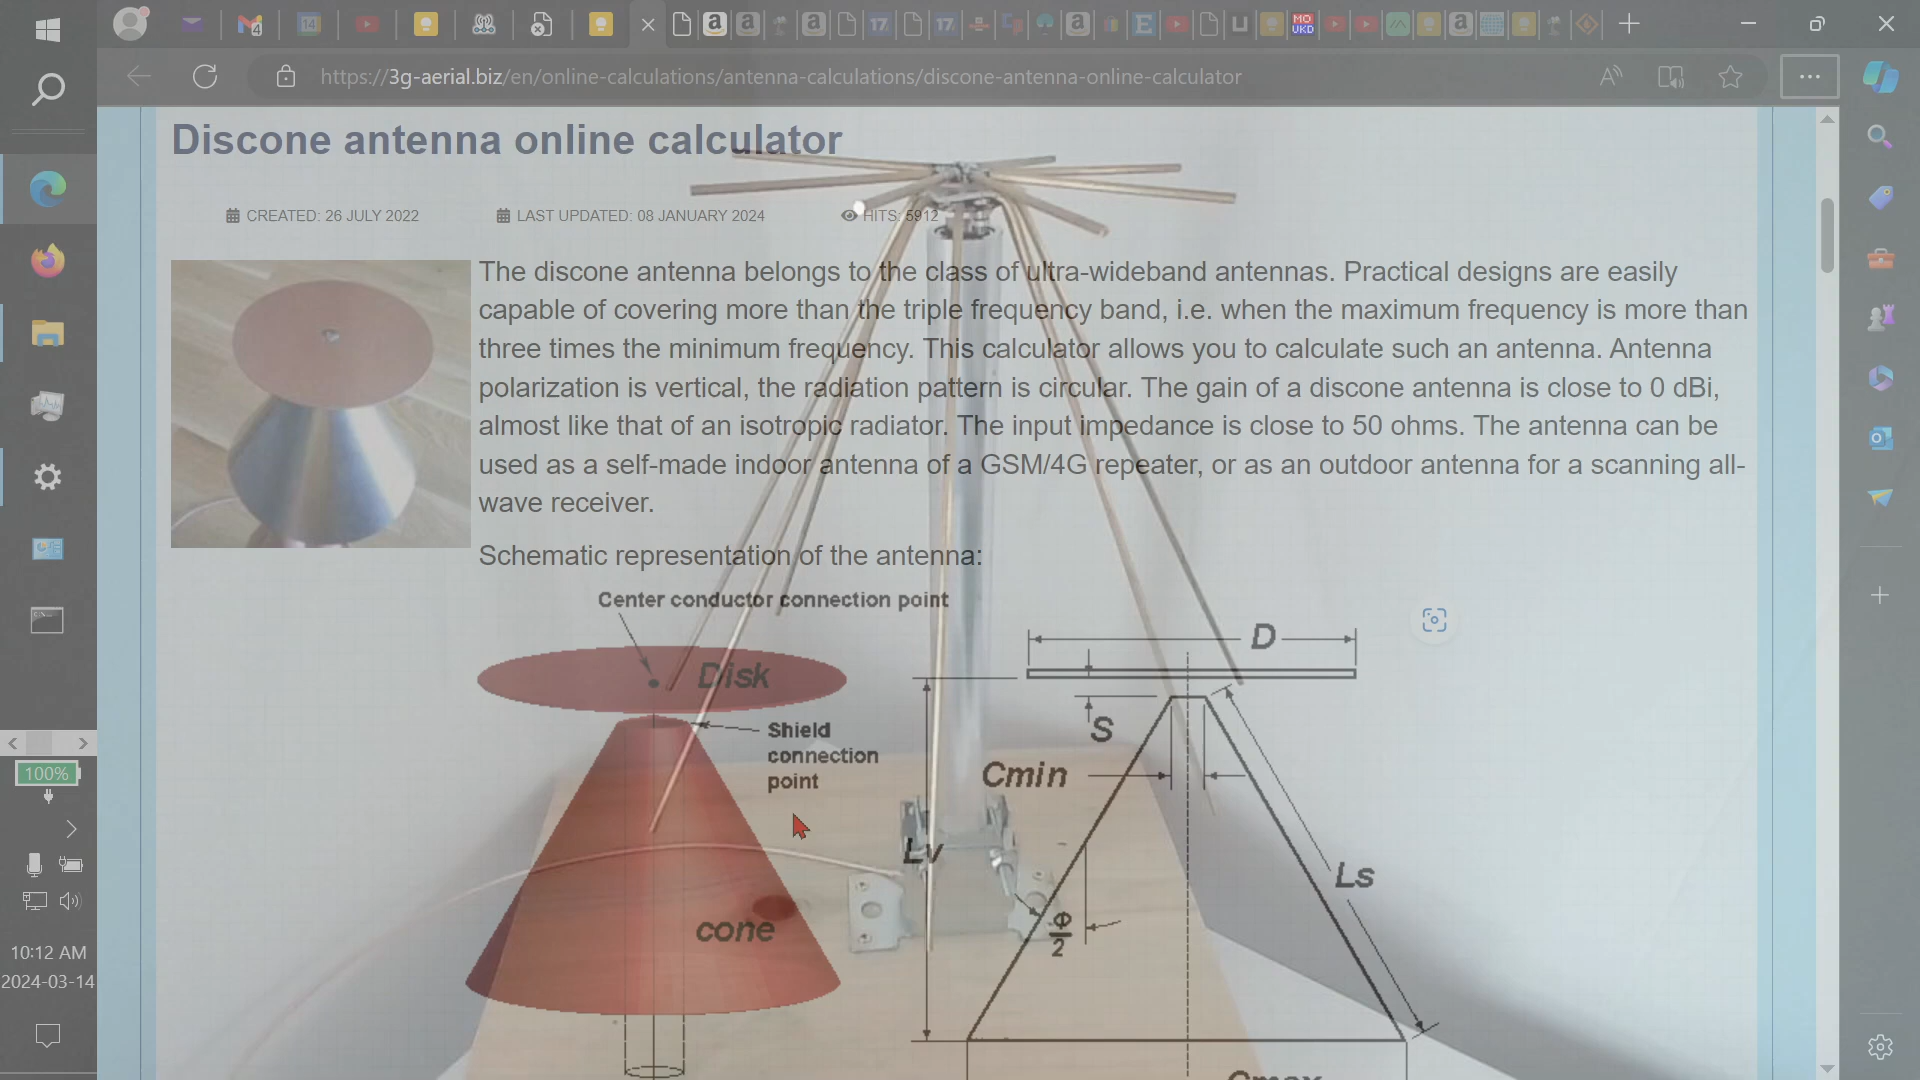 4
14
17
17
MO
UKD
https://3g-aerial.biz/en/online-calculations/antenna-calculations/discone-antenna-online-calculator
Discone antenna online calculator
CREATED: 26 JULY 2022
LAST UPDATED: 08 JANUARY 2024
HITS: 5912
The discone antenna belongs to the class of ultra-wideband antennas. Practical designs are easily
capable of covering more than the triple frequency band, i.e. when the maximum frequency is more than
three times the minimum frequency. This calculator allows you to calculate such an antenna. Antenna
polarization is vertical, the radiation pattern is circular. The gain of a discone antenna is close to 0 dBi,
almost like that of an isotropic radiator. The input impedance is close to 50 ohms. The antenna can be
used as a self-made indoor antenna of a GSM/4G repeater, or as an outdoor antenna for a scanning all-
wave receiver.
Schematic representation of the antenna:
Center conductor connection point
Disk
Shield
connection
point
cone
D
S
Cmin
Lv
Ls
Φ
2
Cmax
100%
10:12 AM
2024-03-14